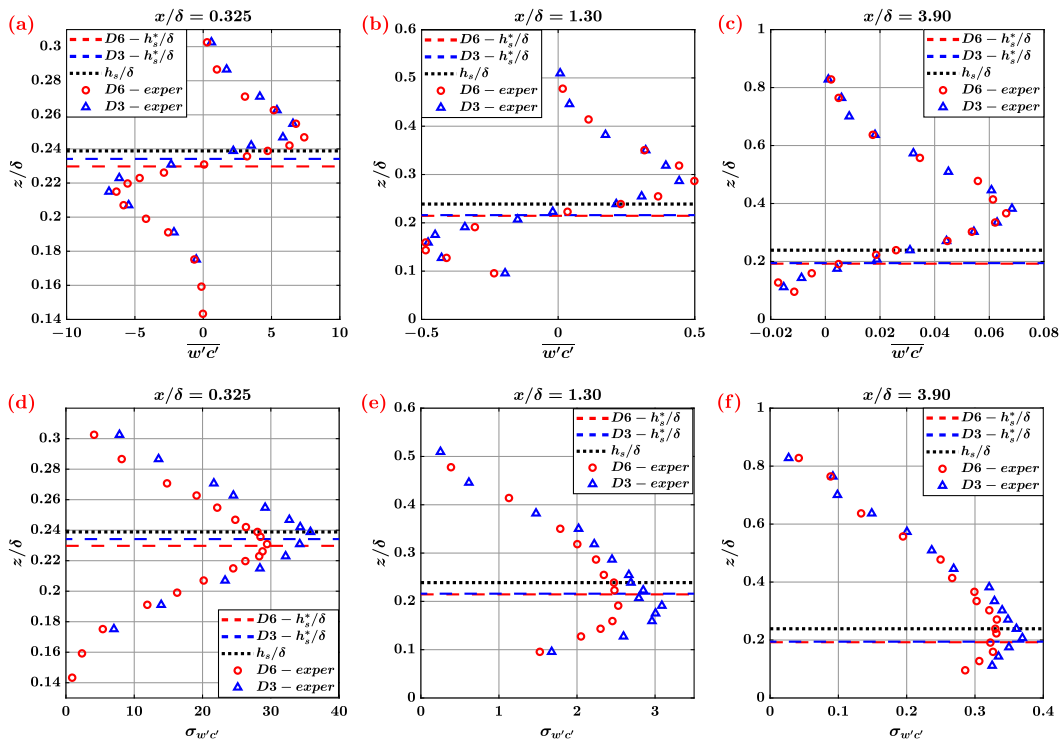 (a)
x/δ = 0.325
z/δ
0.3
0.28
0.26
0.24
0.22
0.2
0.18
0.16
0.14
−10
−5
0
5
10
w′c′
D6 − h*s/δ
D3 − h*s/δ
hs/δ
D6 − exper
D3 − exper
(b)
x/δ = 1.30
z/δ
0.6
0.5
0.4
0.3
0.2
0.1
0
−0.5
0
0.5
w′c′
D6 − h*s/δ
D3 − h*s/δ
hs/δ
D6 − exper
D3 − exper
(c)
x/δ = 3.90
z/δ
1
0.8
0.6
0.4
0.2
0
−0.02
0
0.02
0.04
0.06
0.08
w′c′
D6 − h*s/δ
D3 − h*s/δ
hs/δ
D6 − exper
D3 − exper
(d)
x/δ = 0.325
z/δ
0.3
0.28
0.26
0.24
0.22
0.2
0.18
0.16
0.14
0
10
20
30
40
σw′c′
D6 − h*s/δ
D3 − h*s/δ
hs/δ
D6 − exper
D3 − exper
(e)
x/δ = 1.30
z/δ
0.6
0.5
0.4
0.3
0.2
0.1
0
0
1
2
3
σw′c′
D6 − h*s/δ
D3 − h*s/δ
hs/δ
D6 − exper
D3 − exper
(f)
x/δ = 3.90
z/δ
1
0.8
0.6
0.4
0.2
0
0
0.1
0.2
0.3
0.4
σw′c′
D6 − h*s/δ
D3 − h*s/δ
hs/δ
D6 − exper
D3 − exper